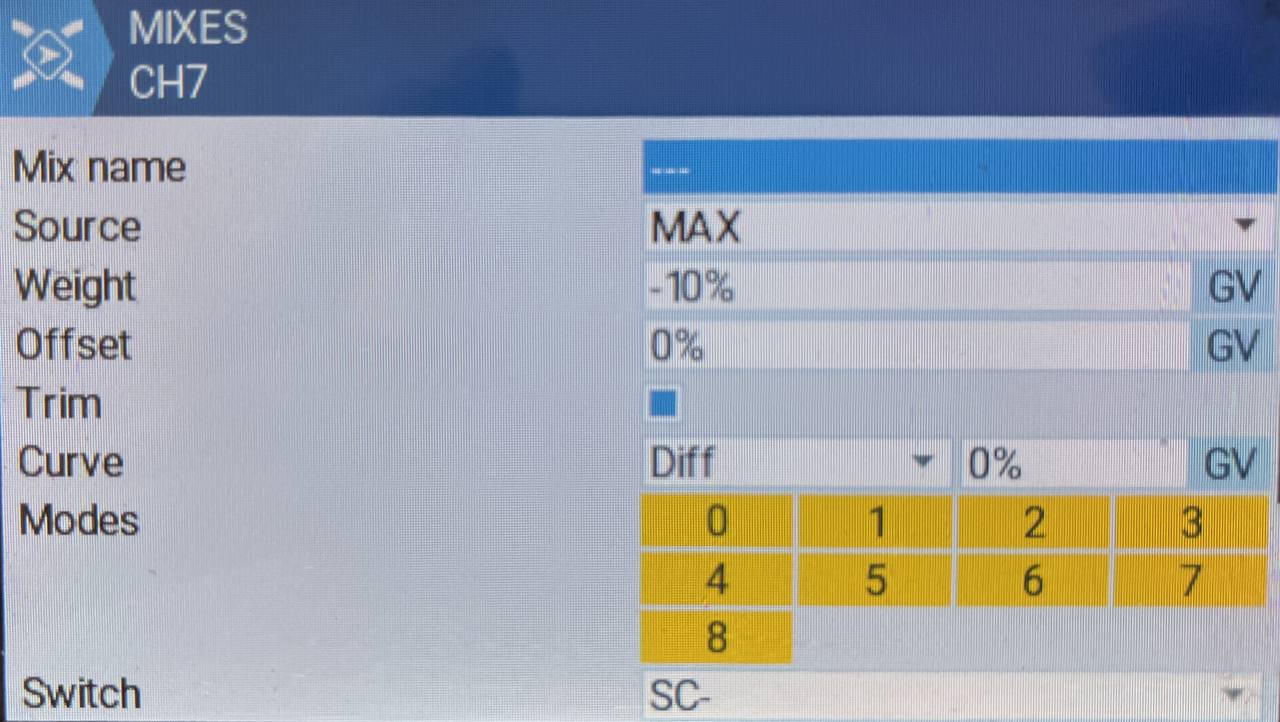 MIXES
CH7
Mix name ---
Source MAX
Weight -10% GV
Offset 0% GV
Trim
Curve Diff 0% GV
Modes 0 1 2 3
4 5 6 7
8
Switch SC-